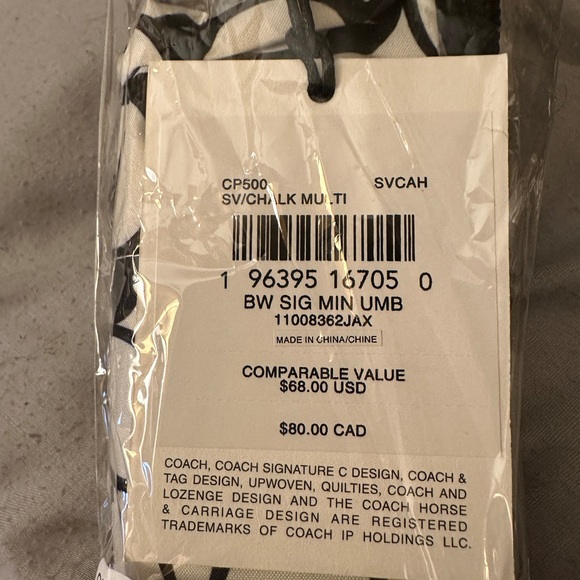 CP500 SVCAH
SV/CHALK MULTI
1 96395 16705 0
BW SIG MIN UMB
11008362JAX
MADE IN CHINA/CHINE
COMPARABLE VALUE
$68.00 USD
$80.00 CAD
COACH, COACH SIGNATURE C DESIGN, COACH &
TAG DESIGN, UPWOVEN, QUILTIES, COACH AND
LOZENGE DESIGN AND THE COACH HORSE
& CARRIAGE DESIGN ARE REGISTERED
TRADEMARKS OF COACH IP HOLDINGS LLC.